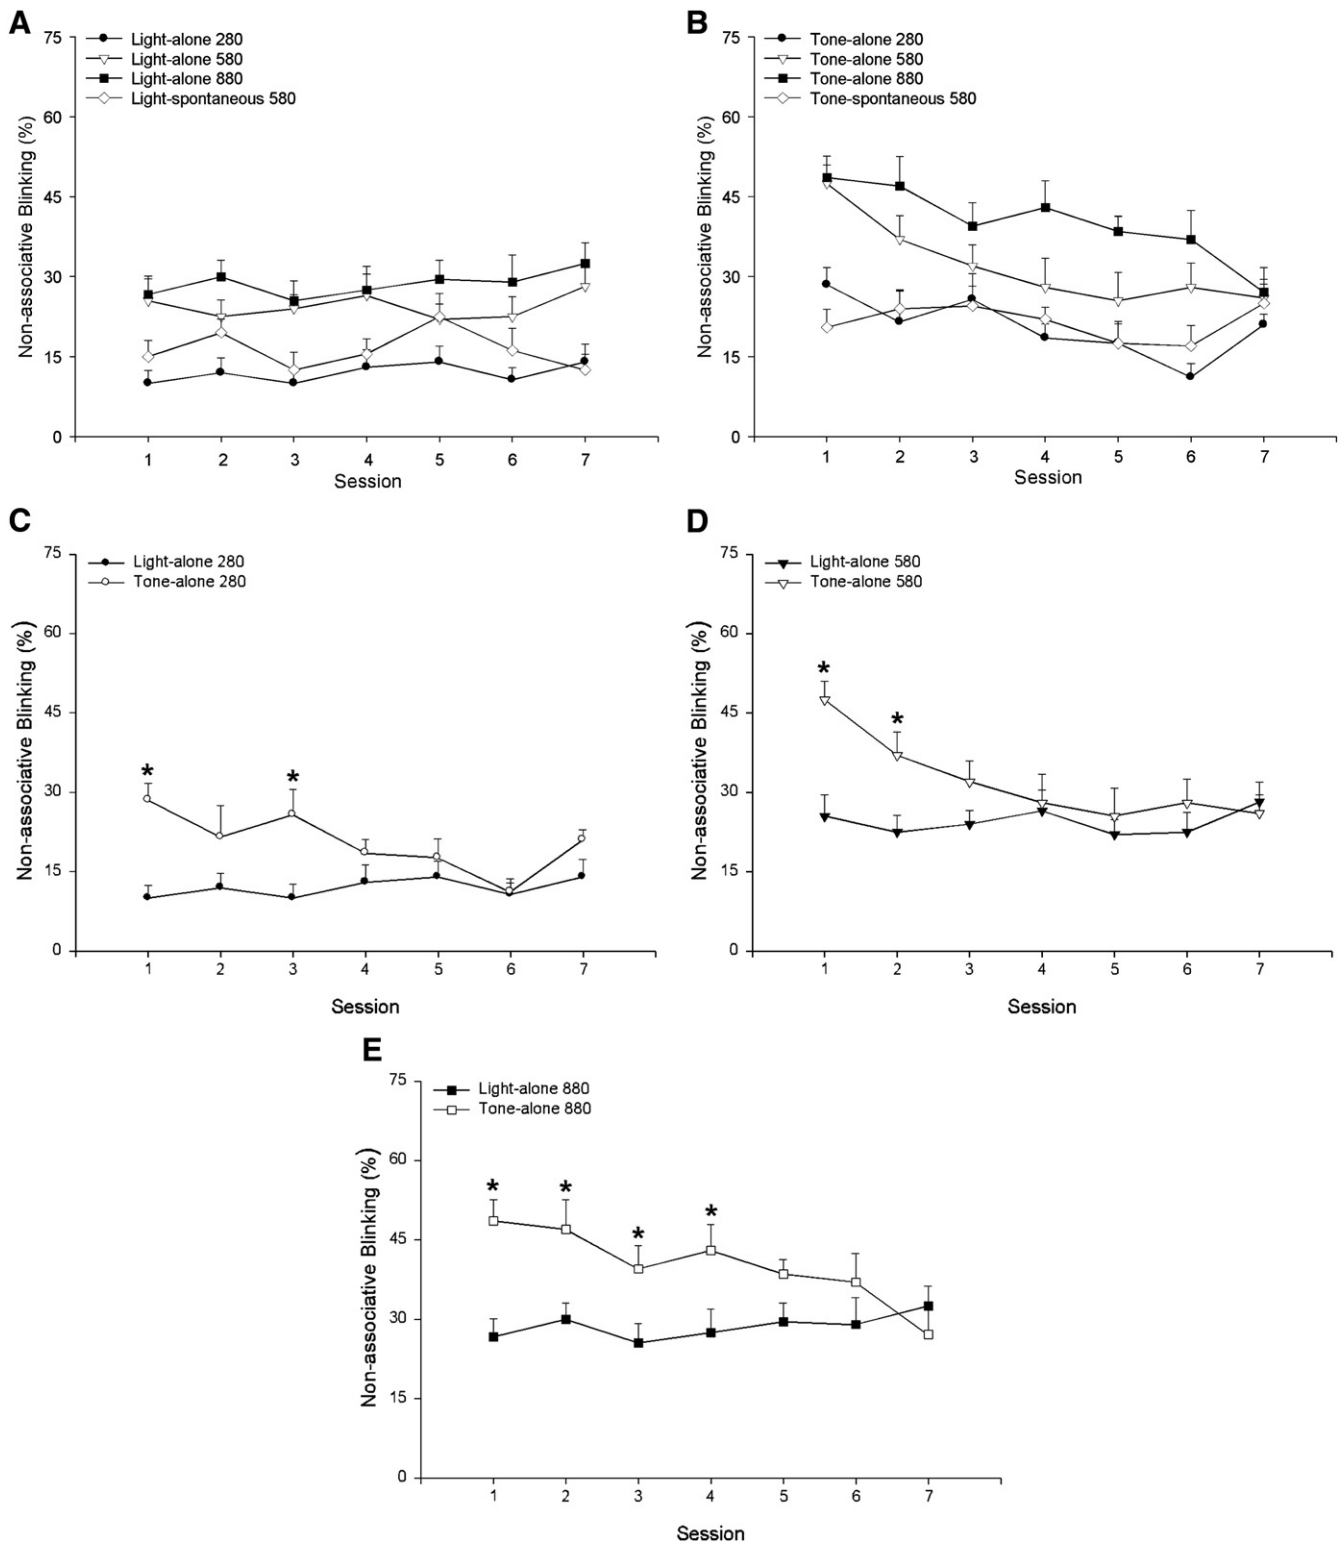 A
Light-alone 280
Light-alone 580
Light-alone 880
Light-spontaneous 580
Non-associative Blinking (%)
75
60
45
30
15
0
1 2 3 4 5 6 7
Session
B
Tone-alone 280
Tone-alone 580
Tone-alone 880
Tone-spontaneous 580
Non-associative Blinking (%)
75
60
45
30
15
0
1 2 3 4 5 6 7
Session
C
Light-alone 280
Tone-alone 280
Non-associative Blinking (%)
75
60
45
30
15
0
* *
1 2 3 4 5 6 7
Session
D
Light-alone 580
Tone-alone 580
Non-associative Blinking (%)
75
60
45
30
15
0
* *
1 2 3 4 5 6 7
Session
E
Light-alone 880
Tone-alone 880
Non-associative Blinking (%)
75
60
45
30
15
0
* * * *
1 2 3 4 5 6 7
Session